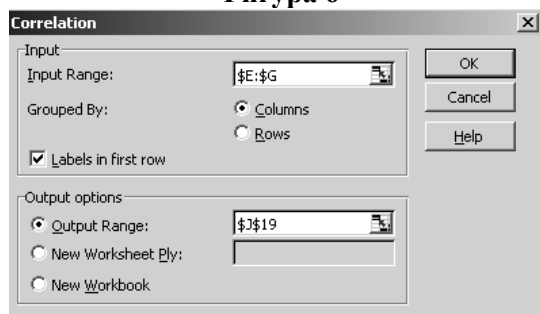 Correlation
Input
Input Range: $E:$G
Grouped By: Columns
Rows
Labels in first row
OK
Cancel
Help
Output options
Output Range: $J$19
New Worksheet Ply:
New Workbook